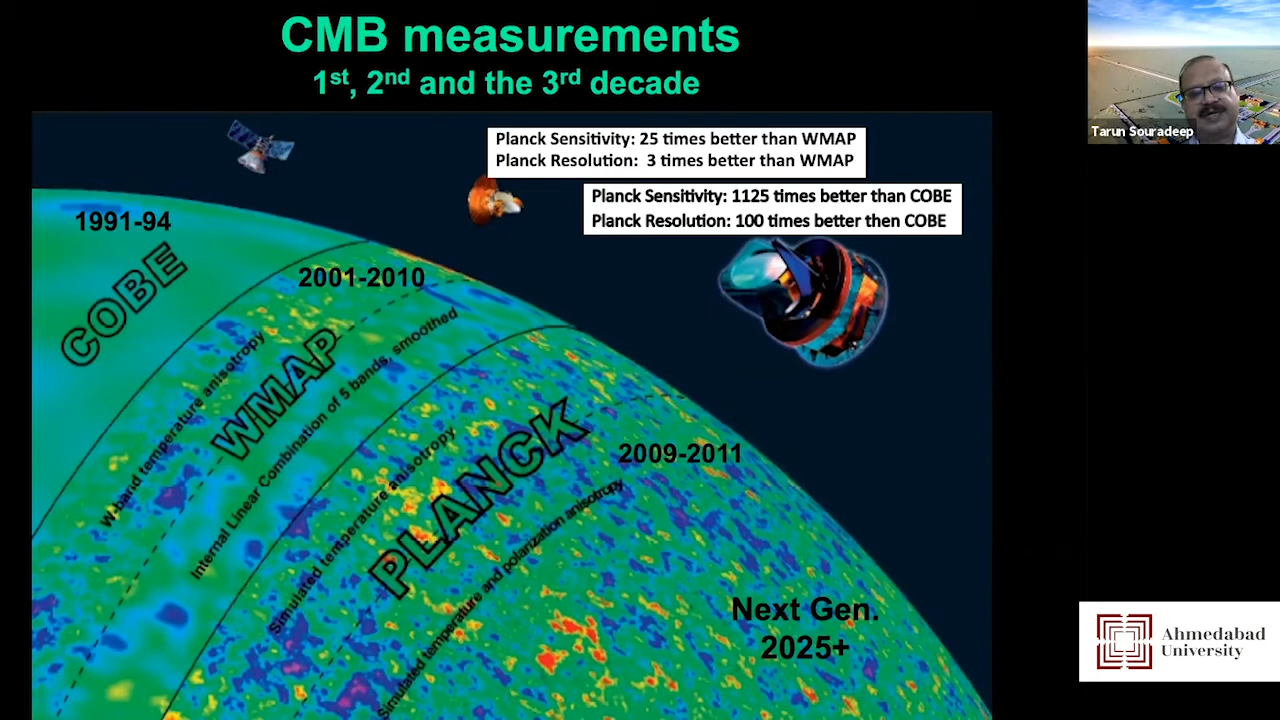 CMB measurements
1st, 2nd and the 3rd decade
Tarun Souradeep
Planck Sensitivity: 25 times better than WMAP
Planck Resolution: 3 times better than WMAP
Planck Sensitivity: 1125 times better than COBE
Planck Resolution: 100 times better then COBE
1991-94
COBE
2001-2010
W-band temperature anisotropy
WMAP
Internal Linear Combination of 5 bands, smoothed
Simulated temperature anisotropy
PLANCK
2009-2011
Simulated temperature and polarization anisotropy
Next Gen.
2025+
Ahmedabad
University